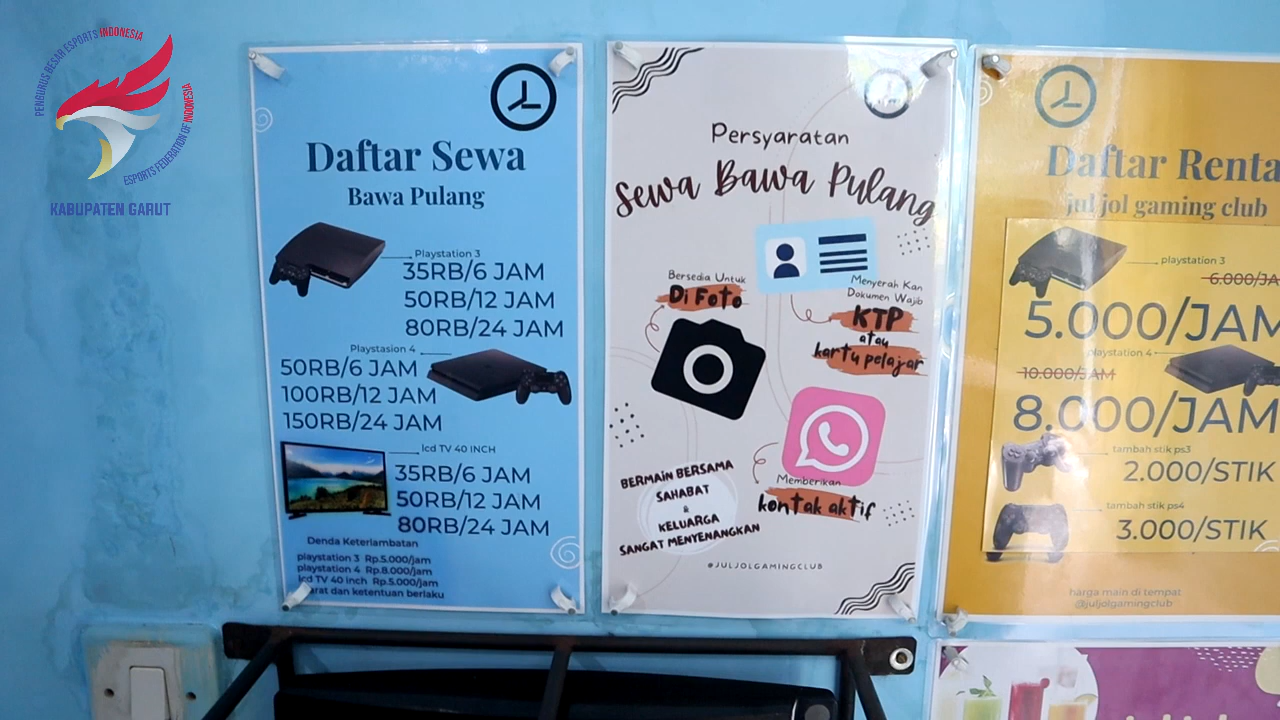 PENGURUS BESAR ESPORTS INDONESIA
ESPORTS FEDERATION OF INDONESIA
KABUPATEN GARUT
Daftar Sewa
Bawa Pulang
Playstation 3
35RB/6 JAM
50RB/12 JAM
80RB/24 JAM
Playstasion 4
50RB/6 JAM
100RB/12 JAM
150RB/24 JAM
lcd TV 40 INCH
35RB/6 JAM
50RB/12 JAM
80RB/24 JAM
Denda Keterlambatan
playstation 3 Rp.5.000/jam
playstation 4 Rp.8.000/jam
lcd TV 40 inch Rp.5.000/jam
dan ketentuan berlaku
Persyaratan
Sewa Bawa Pulang
Bersedia Untuk
Di Foto
Menyerah Kan
Dokumen Wajib
KTP
atau
kartu pelajar
Memberikan
kontak aktif
BERMAIN BERSAMA
SAHABAT
&
KELUARGA
SANGAT MENYENANGKAN
@JULJOLGAMINGCLUB
Daftar Renta
jul jol gaming club
playstation 3
6.000/JA
5.000/JAM
playstation 4
10.000/JAM
8.000/JAM
tambah stik ps3
2.000/STIK
tambah stik ps4
3.000/STIK
harga main di tempat
@juljolgamingclub